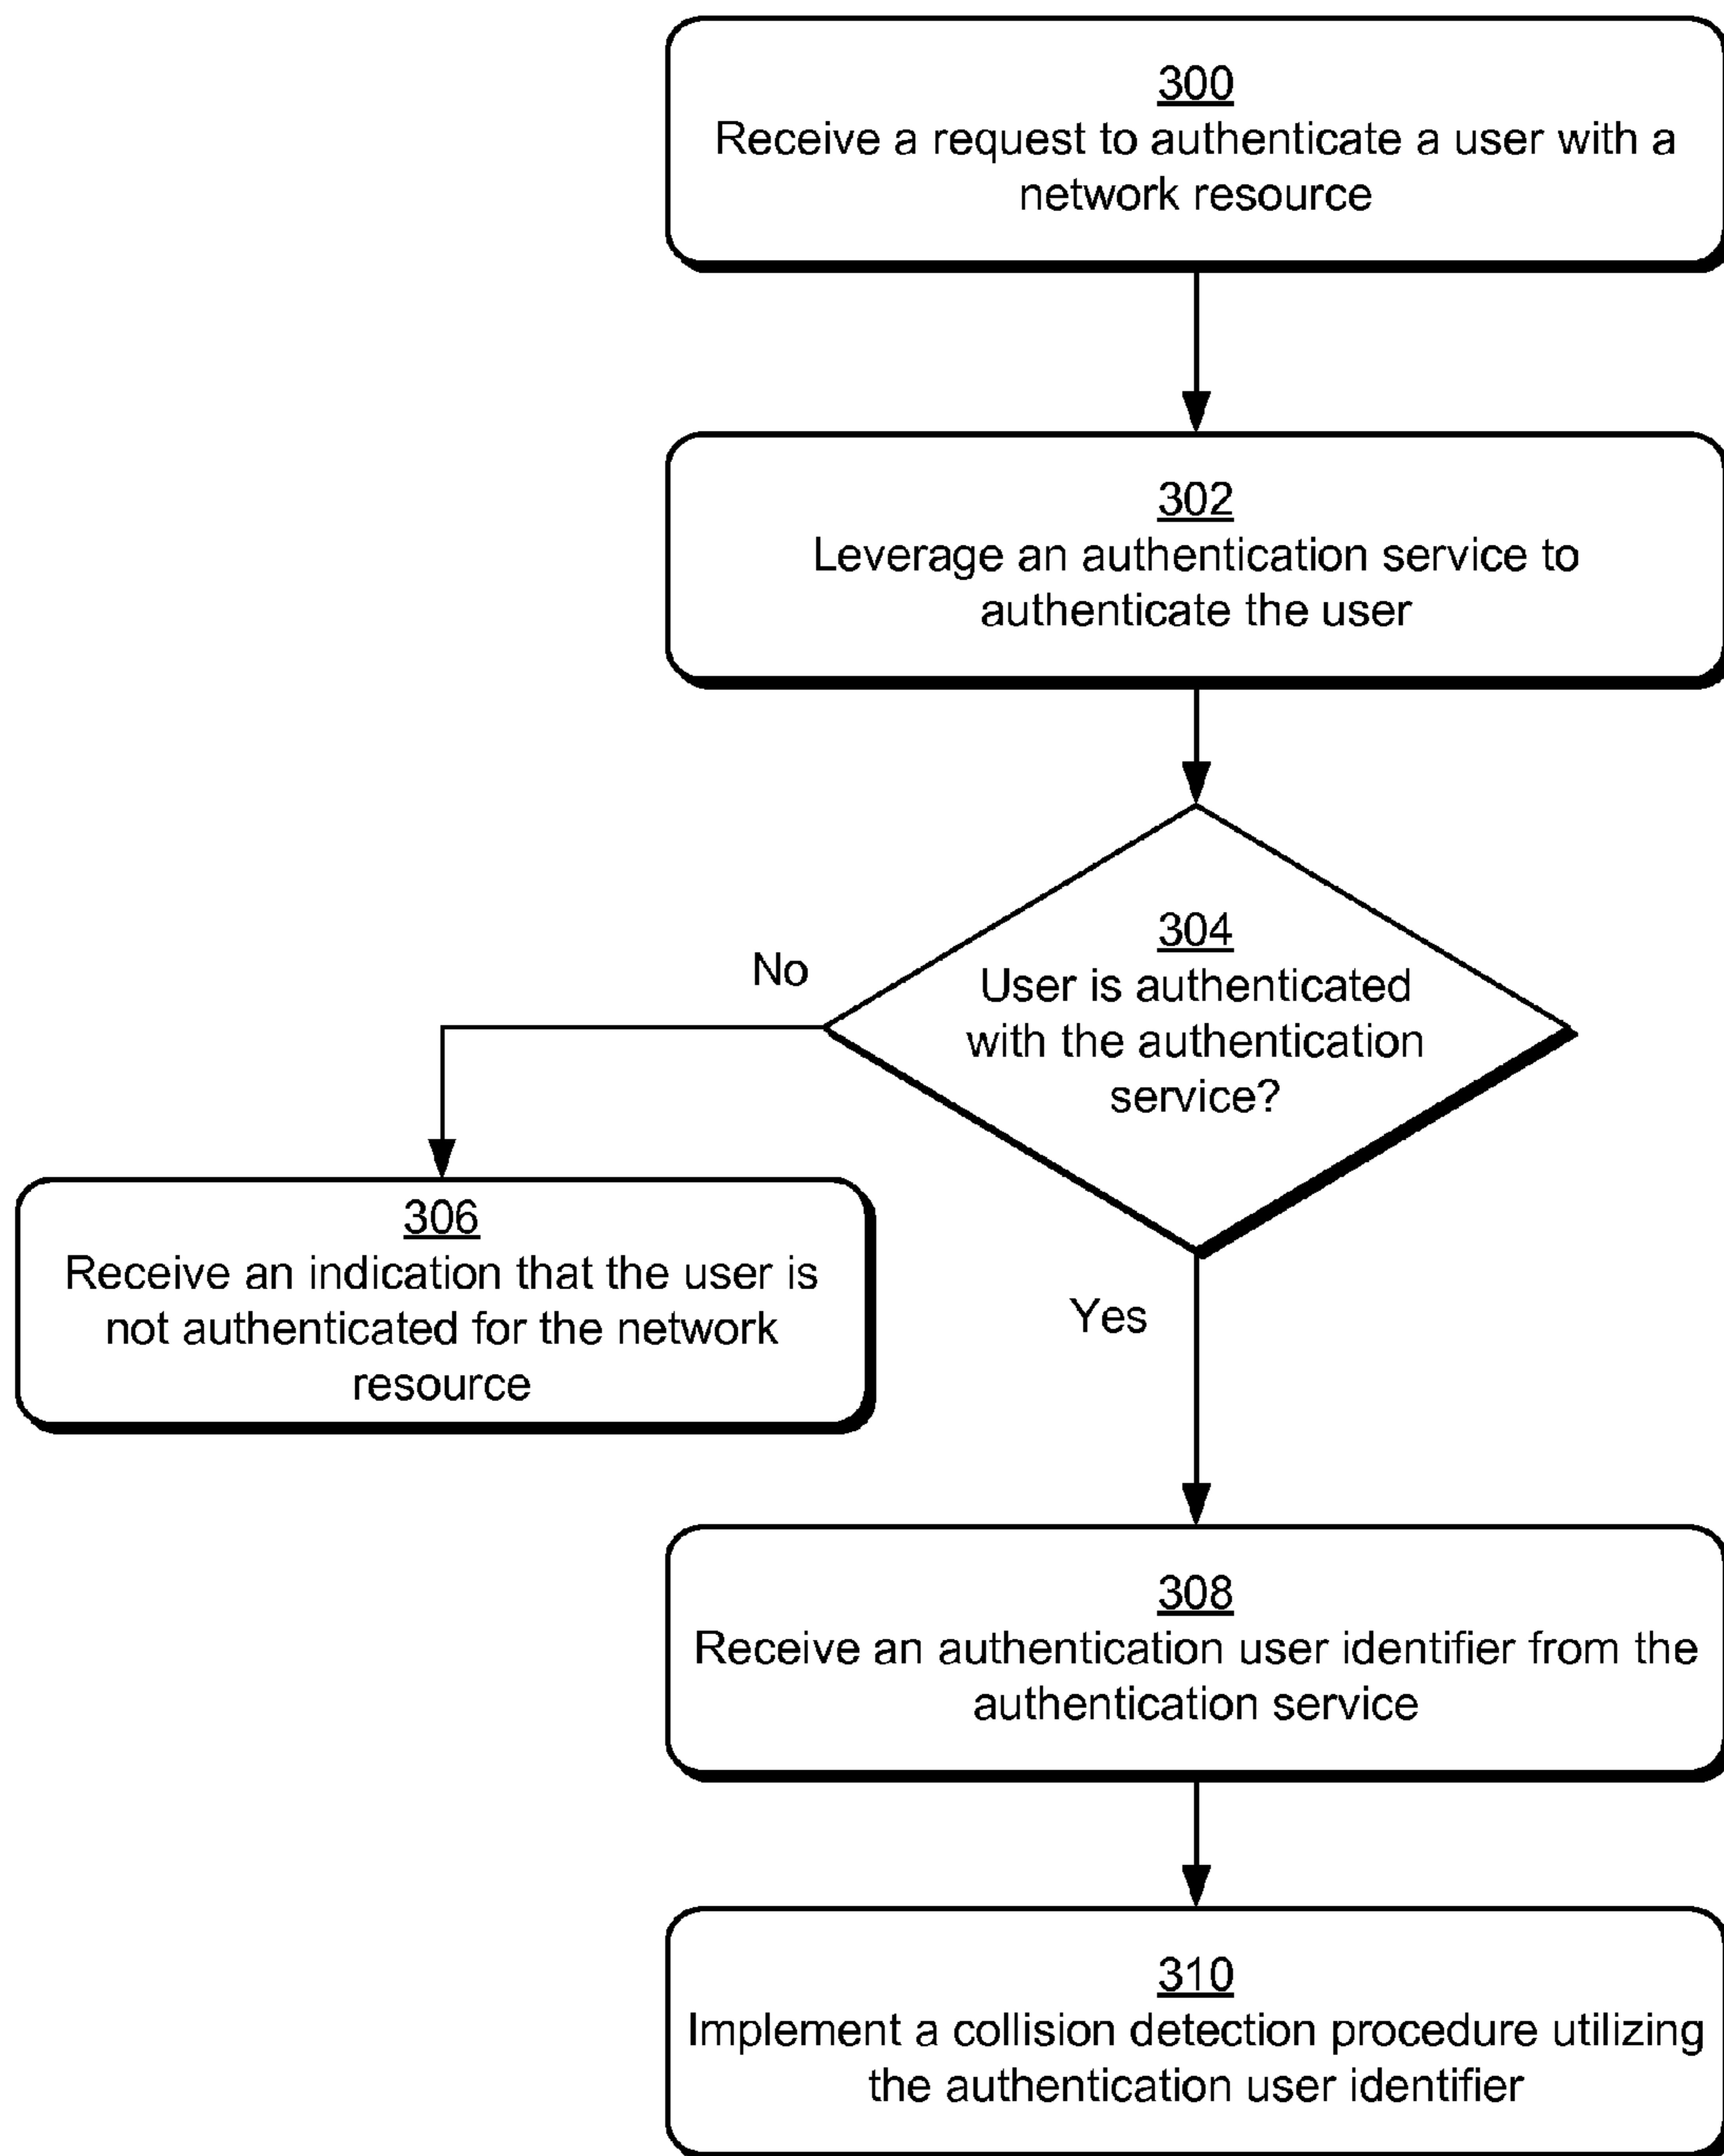 300
Receive a request to authenticate a user with a
network resource
302
Leverage an authentication service to
authenticate the user
304
User is authenticated
with the authentication
service?
No
306
Receive an indication that the user is
not authenticated for the network
resource
Yes
308
Receive an authentication user identifier from the
authentication service
310
Implement a collision detection procedure utilizing
the authentication user identifier